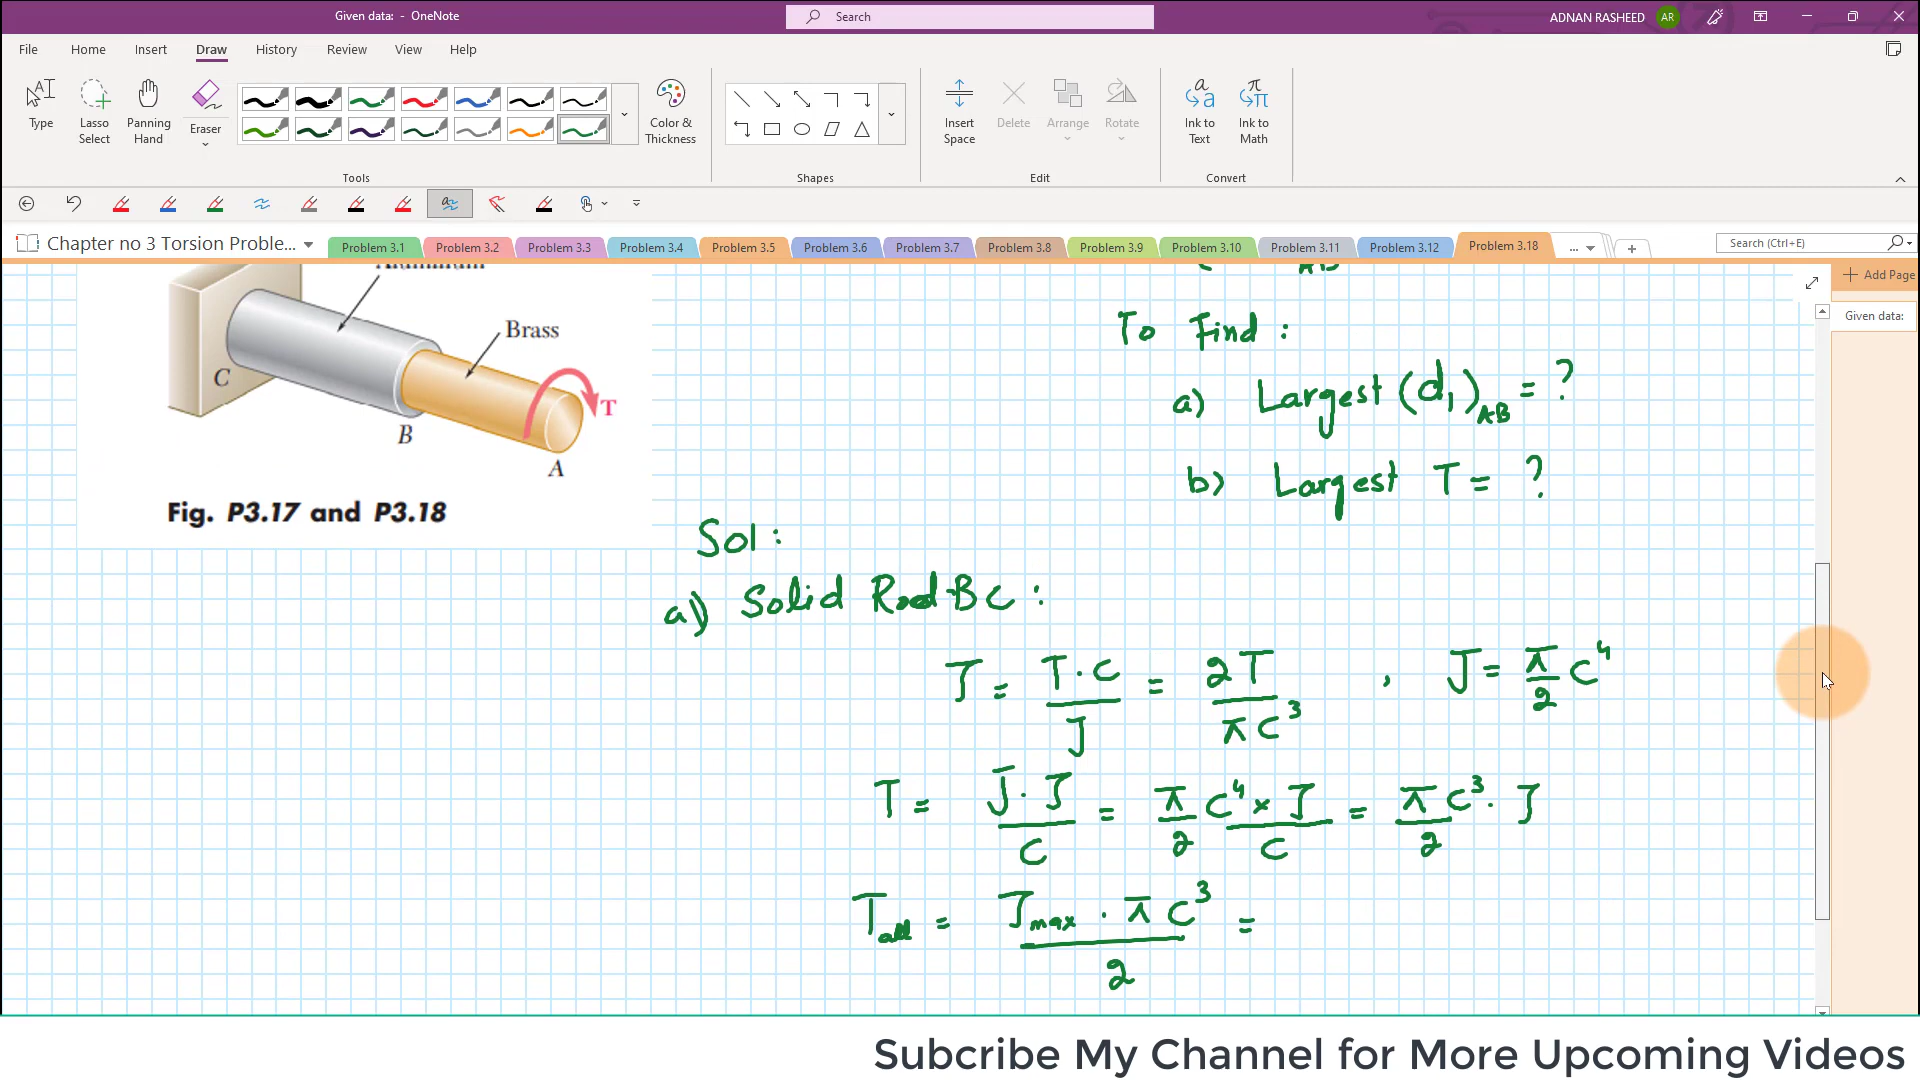 Given data: - OneNote
Search
ADNAN RASHEED
AR
File Home Insert Draw History Review View Help
Type
Lasso Select
Panning Hand
Eraser
Color & Thickness
Insert Space
Delete
Arrange
Rotate
Ink to Text
Ink to Math
Tools
Shapes
Edit
Convert
Chapter no 3 Torsion Proble...
Problem 3.1
Problem 3.2
Problem 3.3
Problem 3.4
Problem 3.5
Problem 3.6
Problem 3.7
Problem 3.8
Problem 3.9
Problem 3.10
Problem 3.11
Problem 3.12
Problem 3.18
...
Search (Ctrl+E)
Add Page
Given data:
Brass
C
T
B
A
Fig. P3.17 and P3.18
To Find :
a) Largest (d₁)AB = ?
b) Largest T = ?
Sol :
a) Solid Rod BC :
τ = T · C / J = 2T / πC³ , J = π/2 C⁴
T = J · τ / C = π/2 C⁴ × τ / C = π/2 C³ · τ
Tall = τmax · π C³ / 2 =
Subcribe My Channel for More Upcoming Videos